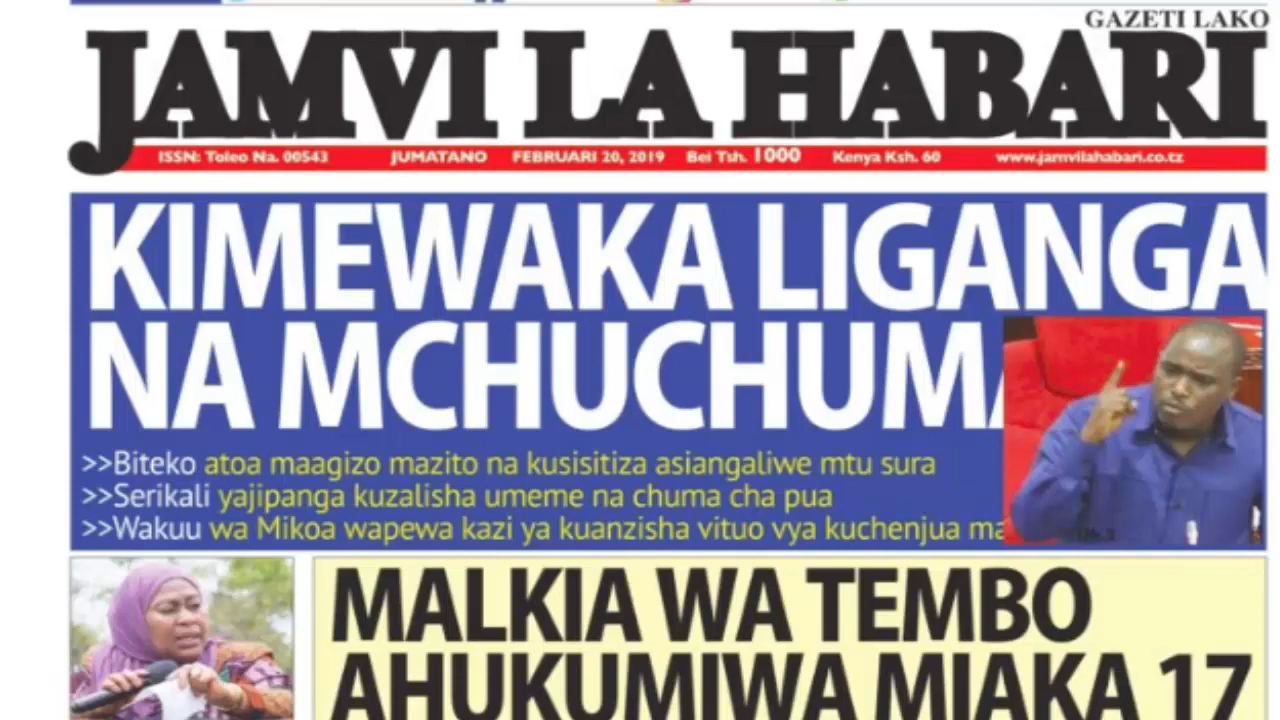 GAZETI LAKO
JAMVI LA HABARI
ISSN: Toleo Na. 00543 JUMATANO FEBRUARI 20, 2019 Bei Tsh. 1000 Kenya Ksh. 60 www.jamvilahabari.co.tz
KIMEWAKA LIGANGA
NA MCHUCHUMA
>>Biteko atoa maagizo mazito na kusisitiza asiangaliwe mtu sura
>>Serikali yajipanga kuzalisha umeme na chuma cha pua
>>Wakuu wa Mikoa wapewa kazi ya kuanzisha vituo vya kuchenjua
MALKIA WA TEMBO
AHUKUMIWA MIAKA 17